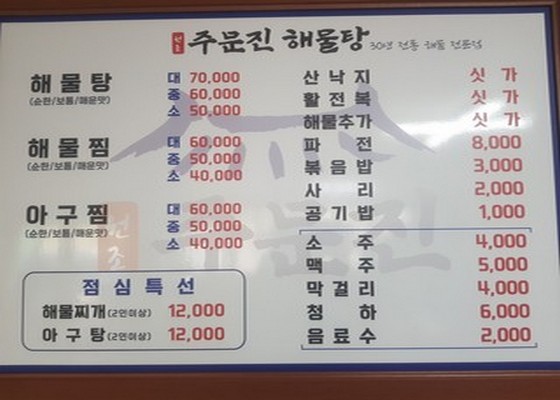 원조 주문진 해물탕 30년 전통 해물 전문점
해물탕 대 70,000
(순한/보통/매운맛) 중 60,000
소 50,000
해물찜 대 60,000
(순한/보통/매운맛) 중 50,000
소 40,000
아구찜 대 60,000
(순한/보통/매운맛) 중 50,000
소 40,000
점심특선
해물찌개(2인이상) 12,000
아구탕(2인이상) 12,000
산낙지 싯가
활전복 싯가
해물추가 싯가
파전 8,000
볶음밥 3,000
사리 2,000
공기밥 1,000
소주 4,000
맥주 5,000
막걸리 4,000
청하 6,000
음료수 2,000
원조 주문진